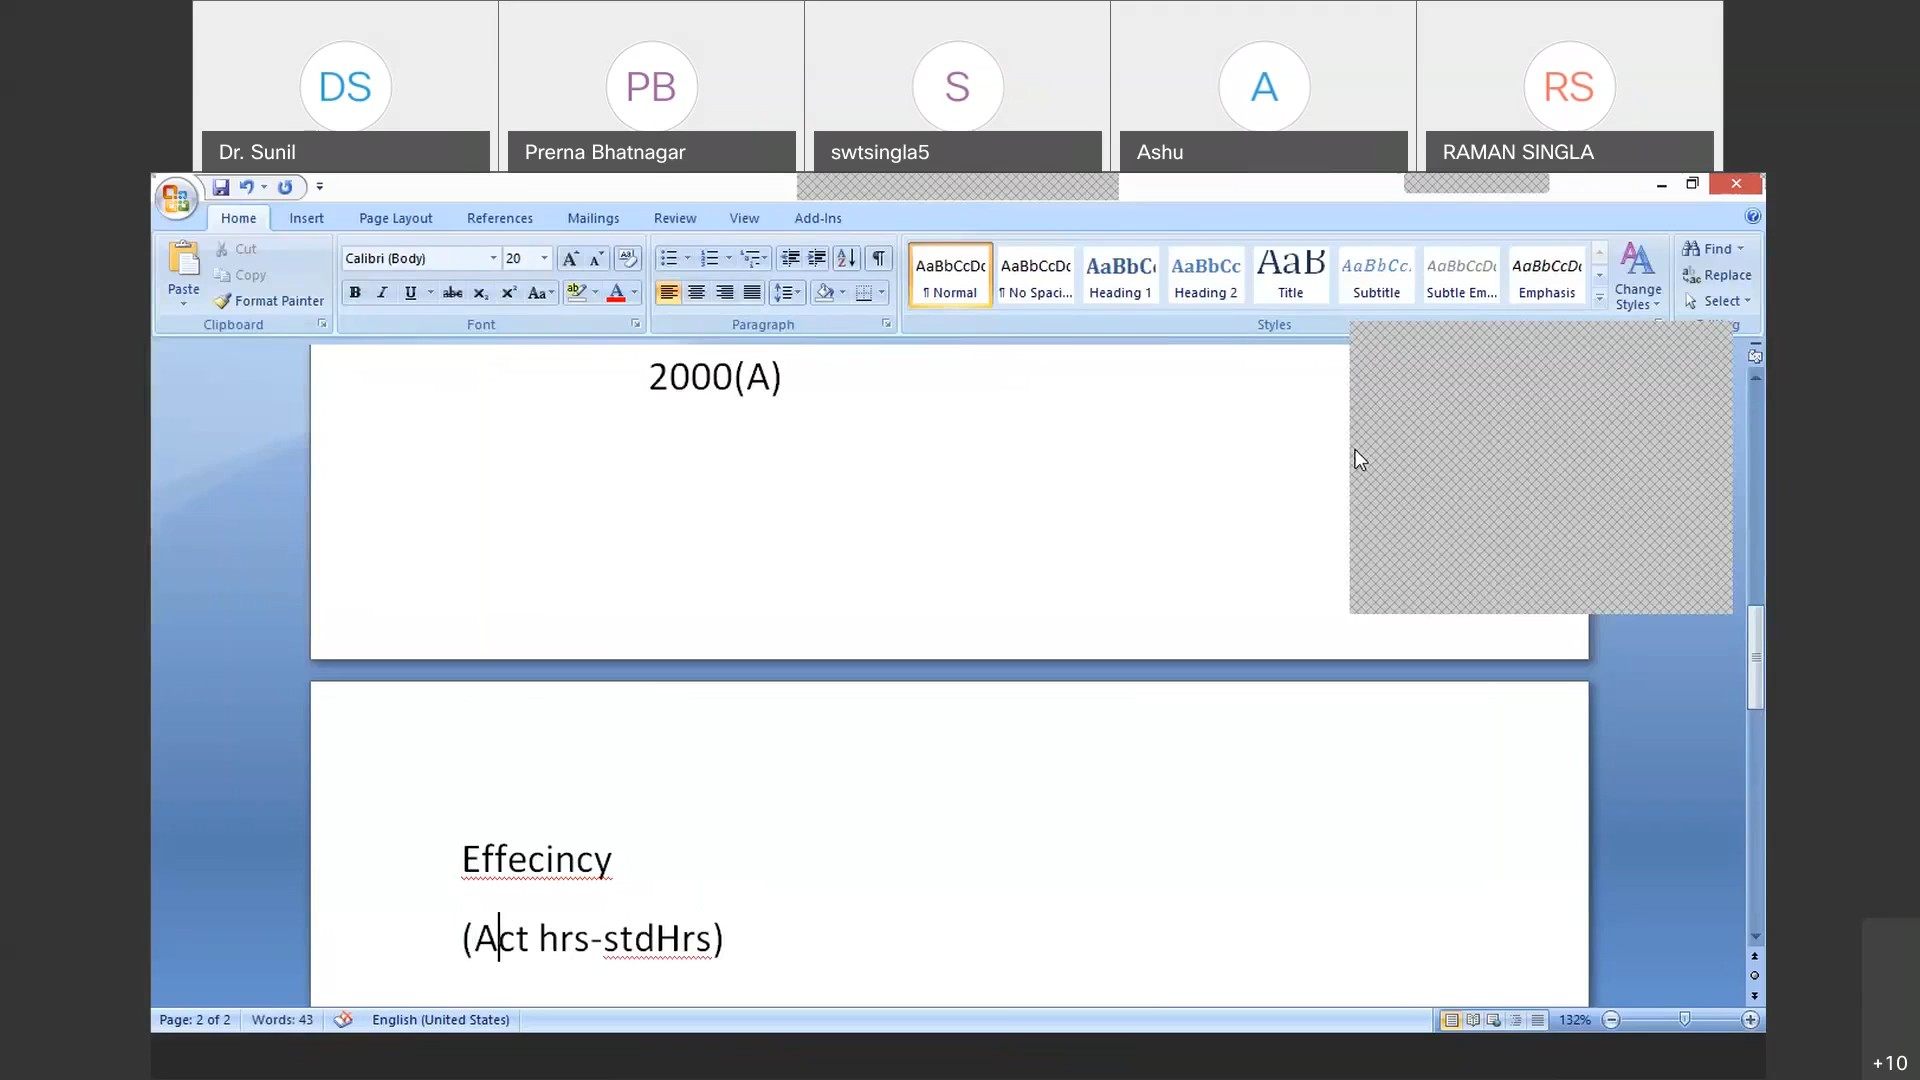 DS PB S A RS
Dr. Sunil Prerna Bhatnagar swtsingla5 Ashu RAMAN SINGLA
Home Insert Page Layout References Mailings Review View Add-Ins
Paste
Cut
Copy
Format Painter
Clipboard
Calibri (Body) 20
Font
Paragraph
AaBbCcDc AaBbCcDc AaBbC AaBbCc AaB AaBbCc. AaBbCcDc AaBbCcDc
¶ Normal ¶ No Spaci... Heading 1 Heading 2 Title Subtitle Subtle Em... Emphasis
Change Styles
Styles
Find
Replace
Select
2000(A)
Effecincy
(Act hrs-stdHrs)
Page: 2 of 2 Words: 43 English (United States) 132%
+10